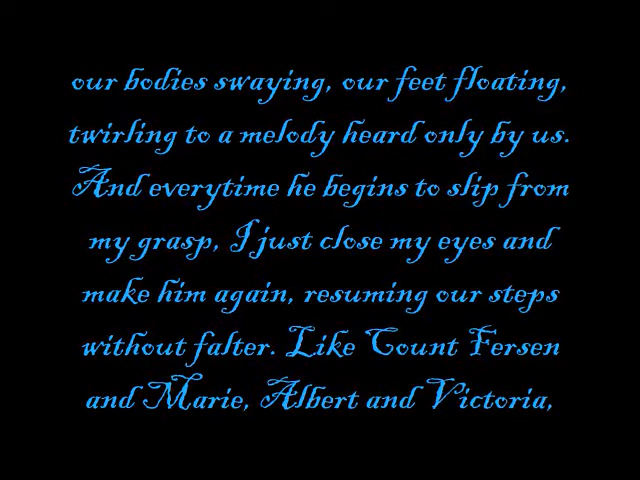 our bodies swaying, our feet floating,
twirling to a melody heard only by us.
And everytime he begins to slip from
my grasp, I just close my eyes and
make him again, resuming our steps
without falter. Like Count Fersen
and Marie, Albert and Victoria,